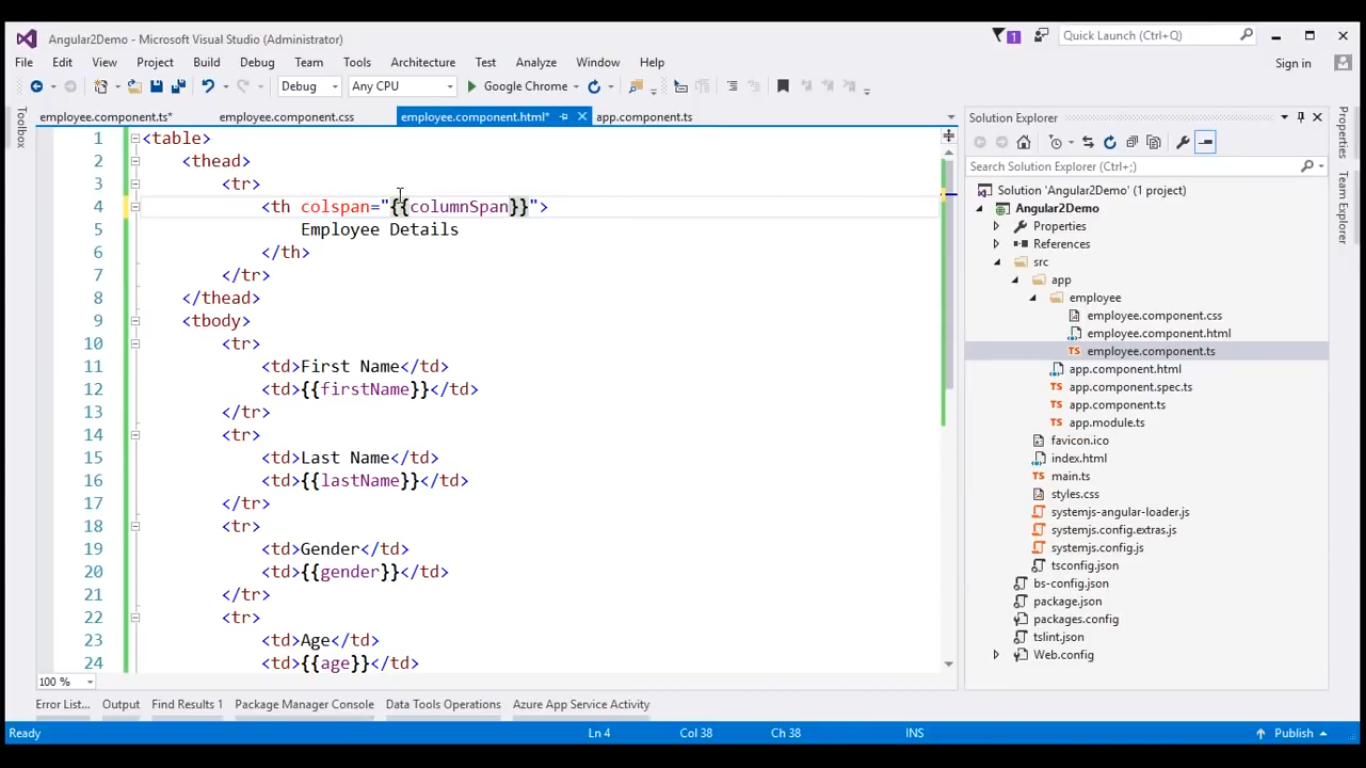 Angular2Demo - Microsoft Visual Studio (Administrator)
1
Quick Launch (Ctrl+Q)
File Edit View Project Build Debug Team Tools Architecture Test Analyze Window Help
Sign in
Debug Any CPU Google Chrome
Toolbox
employee.component.ts* employee.component.css employee.component.html* app.component.ts
1 <table>
2 <thead>
3 <tr>
4 <th colspan="{{columnSpan}}">
5 Employee Details
6 </th>
7 </tr>
8 </thead>
9 <tbody>
10 <tr>
11 <td>First Name</td>
12 <td>{{firstName}}</td>
13 </tr>
14 <tr>
15 <td>Last Name</td>
16 <td>{{lastName}}</td>
17 </tr>
18 <tr>
19 <td>Gender</td>
20 <td>{{gender}}</td>
21 </tr>
22 <tr>
23 <td>Age</td>
24 <td>{{age}}</td>
100 %
Solution Explorer
Search Solution Explorer (Ctrl+;)
Solution 'Angular2Demo' (1 project)
Angular2Demo
Properties
References
src
app
employee
employee.component.css
employee.component.html
employee.component.ts
app.component.html
app.component.spec.ts
app.component.ts
app.module.ts
favicon.ico
index.html
main.ts
styles.css
systemjs-angular-loader.js
systemjs.config.extras.js
systemjs.config.js
tsconfig.json
bs-config.json
package.json
packages.config
tslint.json
Web.config
Properties
Team Explorer
Error List... Output Find Results 1 Package Manager Console Data Tools Operations Azure App Service Activity
Ready Ln 4 Col 38 Ch 38 INS Publish